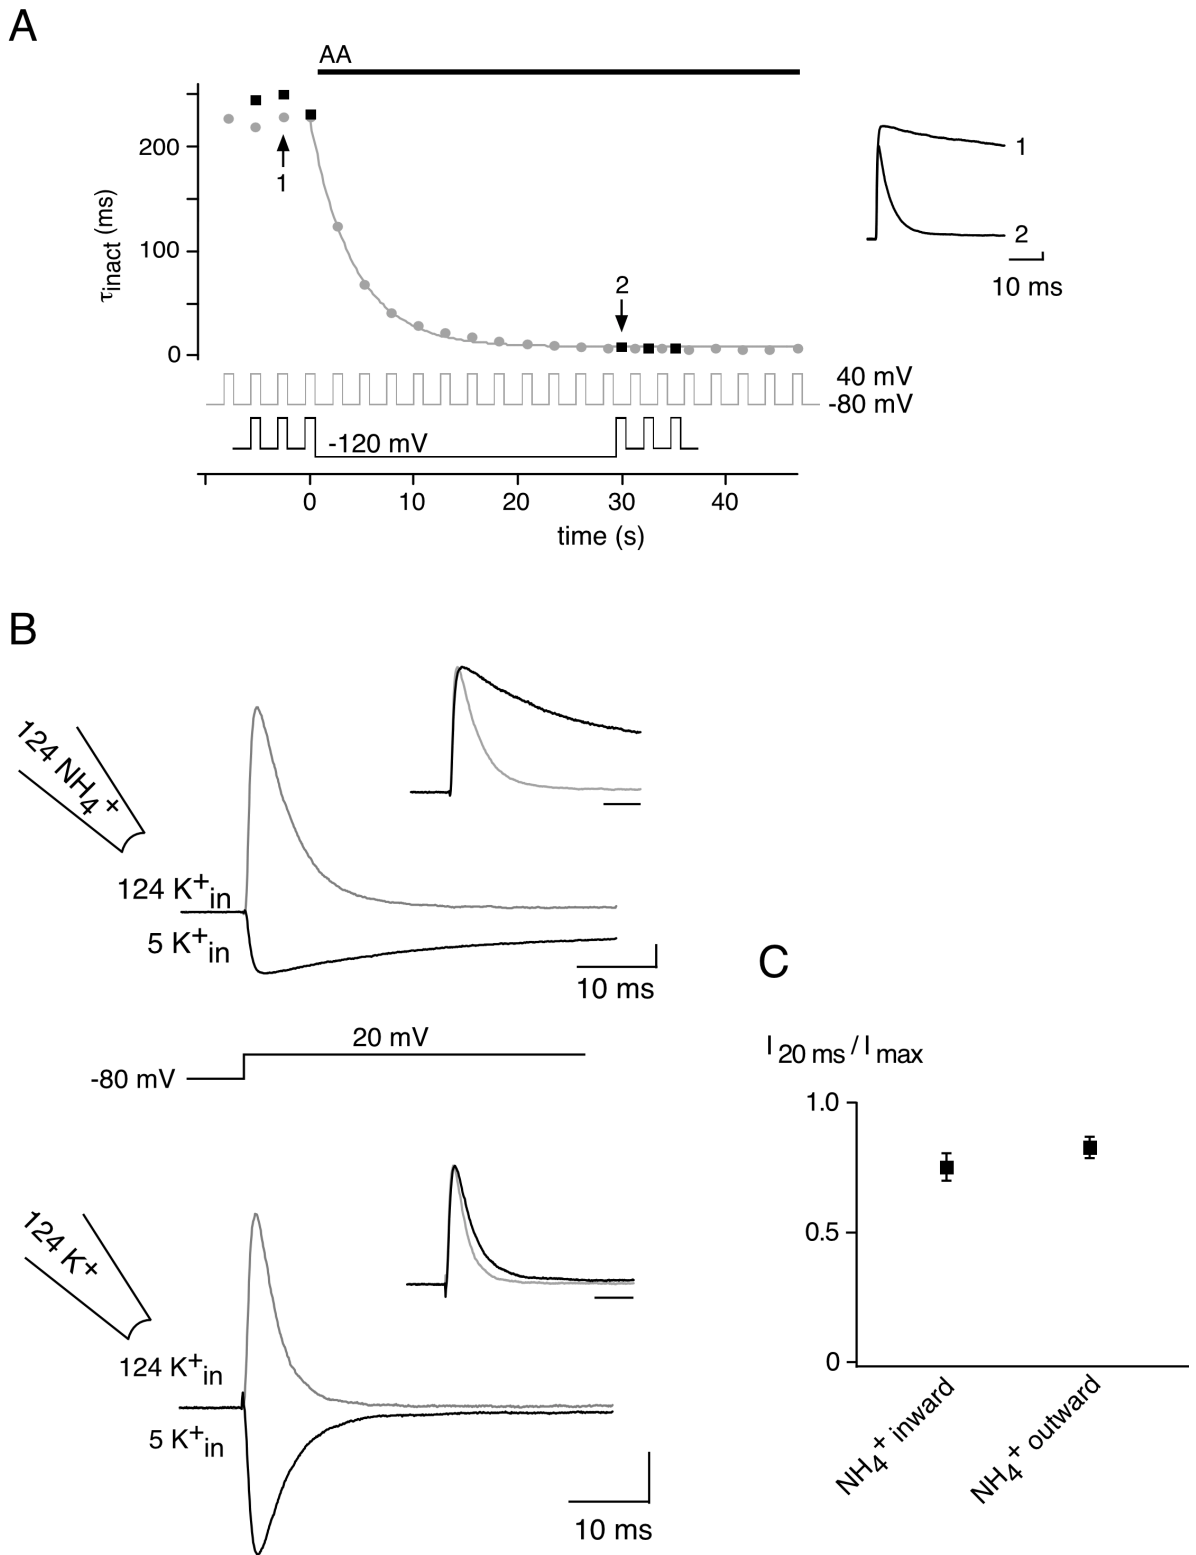 A
AA
200
100
0
τinact (ms)
1
2
1
2
10 ms
40 mV
-80 mV
-120 mV
0 10 20 30 40
time (s)
B
124 NH4+
124 K+in
5 K+in
10 ms
20 mV
-80 mV
124 K+
124 K+in
5 K+in
10 ms
C
I 20 ms / I max
1.0
0.5
0
NH4+ inward
NH4+ outward